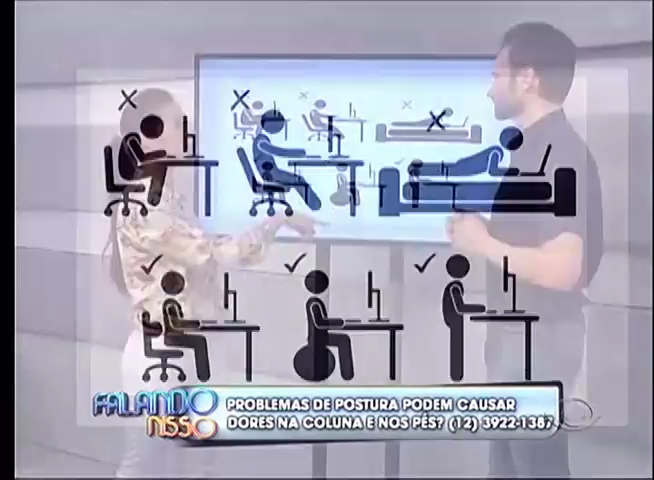 FALANDO
NISSO
PROBLEMAS DE POSTURA PODEM CAUSAR
DORES NA COLUNA E NOS PÉS? (12) 3922-1387